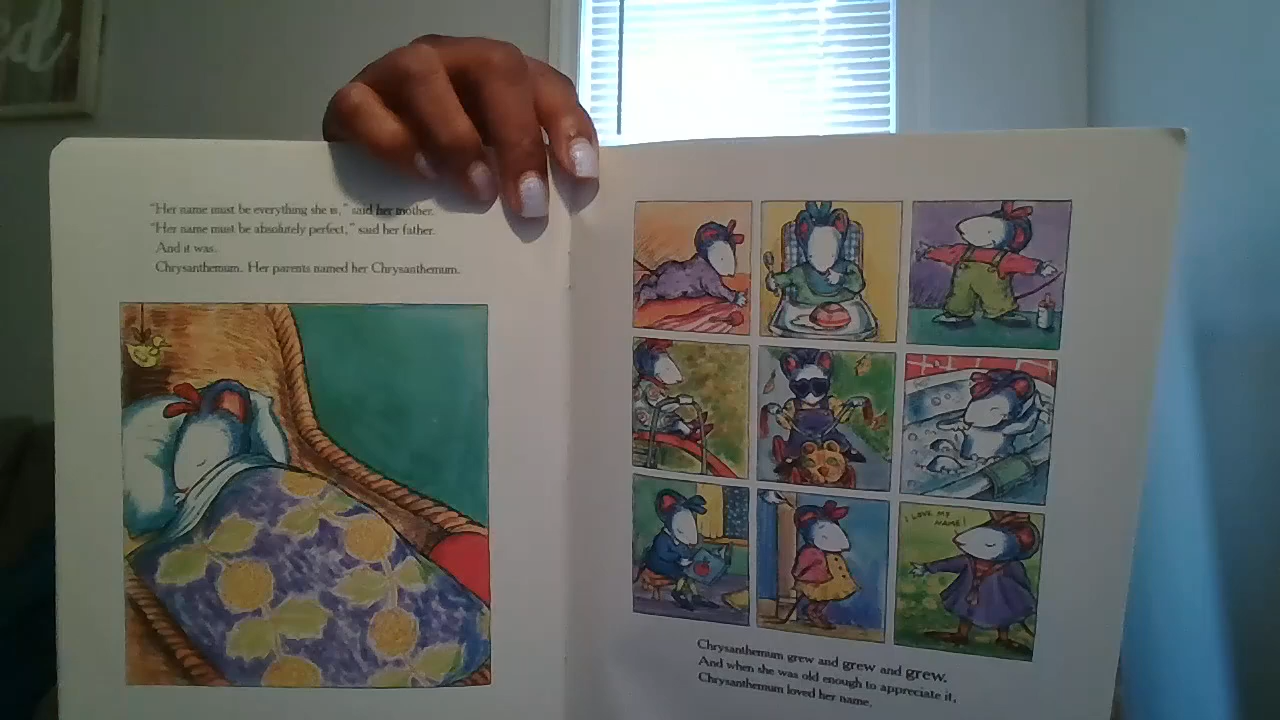 ed
"Her name must be everything she is," said her mother.
"Her name must be absolutely perfect," said her father.
And it was.
Chrysanthemum. Her parents named her Chrysanthemum.
I LOVE MY
NAME!
Chrysanthemum grew and grew and grew.
And when she was old enough to appreciate it,
Chrysanthemum loved her name.